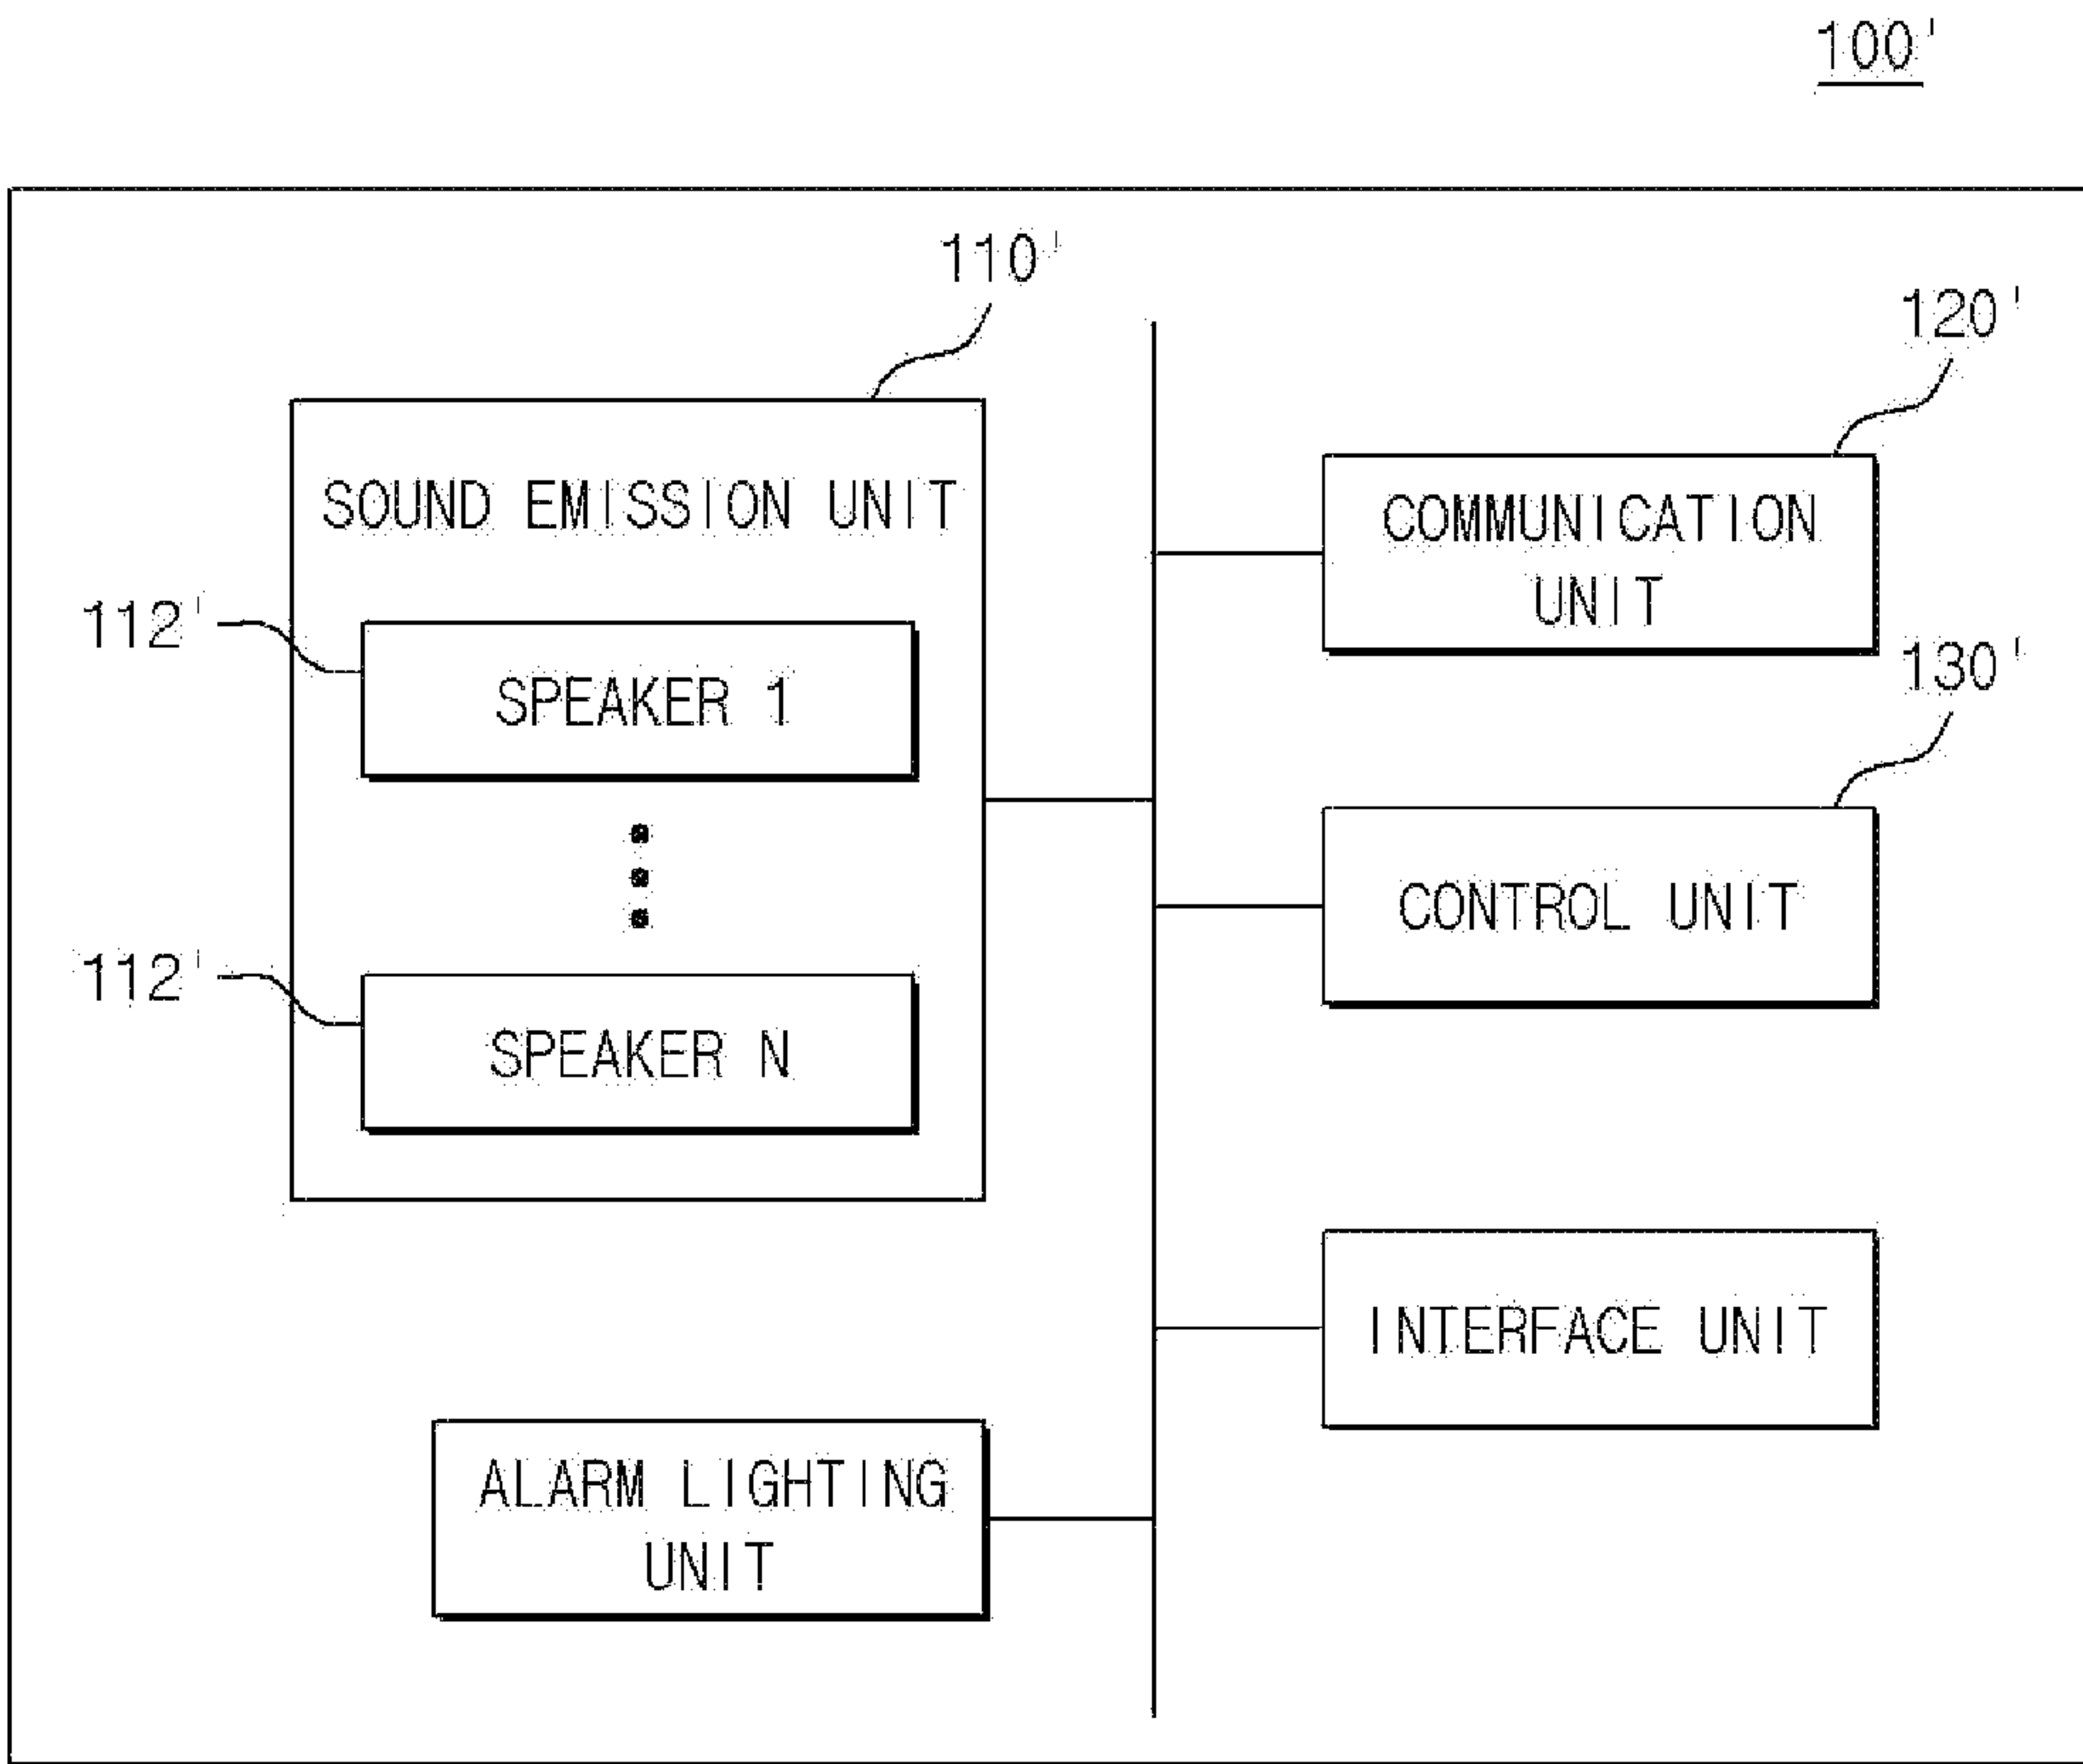 100'
110'
120'
SOUND EMISSION UNIT
COMMUNICATION
UNIT
112'
SPEAKER 1
130'
CONTROL UNIT
112'
SPEAKER N
INTERFACE UNIT
ALARM LIGHTING
UNIT